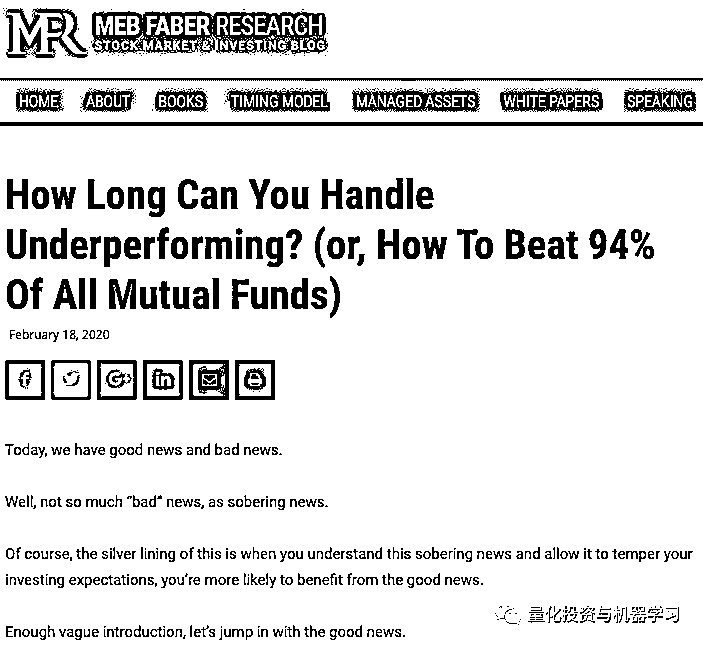 MFR MEB FABER RESEARCH
STOCK MARKET & INVESTING BLOG
HOME ABOUT BOOKS TIMING MODEL MANAGED ASSETS WHITE PAPERS SPEAKING
How Long Can You Handle
Underperforming? (or, How To Beat 94%
Of All Mutual Funds)
February 18, 2020
Today, we have good news and bad news.
Well, not so much “bad” news, as sobering news.
Of course, the silver lining of this is when you understand this sobering news and allow it to temper your
investing expectations, you’re more likely to benefit from the good news.
Enough vague introduction, let’s jump in with the good news.
量化投资与机器学习